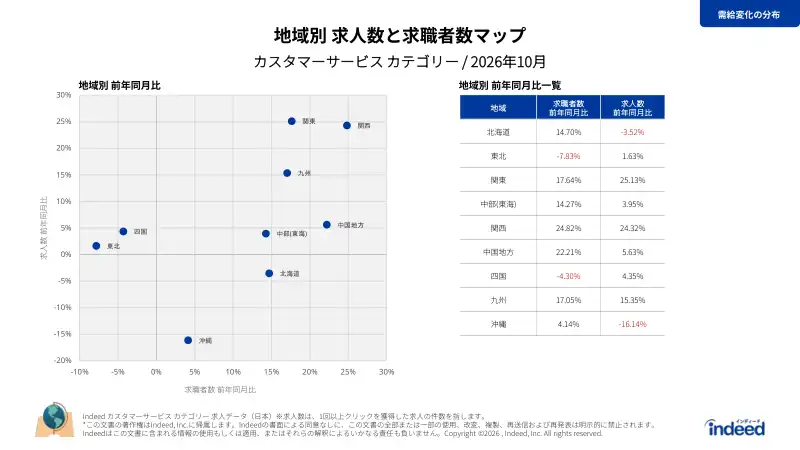 需給変化の分布
地域別 求人数と求職者数マップ
カスタマーサービス カテゴリー / 2026年10月
地域別 前年同月比
30%
25%
20%
15%
10%
5%
0%
-5%
-10%
-15%
-20%
求人数 前年同月比
関東
関西
九州
中国地方
四国
中部(東海)
東北
北海道
沖縄
-10%
-5%
0%
5%
10%
15%
20%
25%
30%
求職者数 前年同月比
地域別 前年同月比一覧
地域 求職者数 前年同月比 求人数 前年同月比
北海道 14.70% -3.52%
東北 -7.83% 1.63%
関東 17.64% 25.13%
中部(東海) 14.27% 3.95%
関西 24.82% 24.32%
中国地方 22.21% 5.63%
四国 -4.30% 4.35%
九州 17.05% 15.35%
沖縄 4.14% -16.14%
Indeed カスタマーサービス カテゴリー 求人データ（日本）※求人数は、1回以上クリックを獲得した求人の件数を指します。
*この文書の著作権はIndeed, Inc.に帰属します。Indeedの書面による同意なしに、この文書の全部または一部の使用、改変、複製、再送信および再発表は明示的に禁止されます。
Indeedはこの文書に含まれる情報の使用もしくは適用、またはそれらの解釈によるいかなる責任も負いません。Copyright ©2026 , Indeed, Inc. All rights reserved.
インディード
indeed